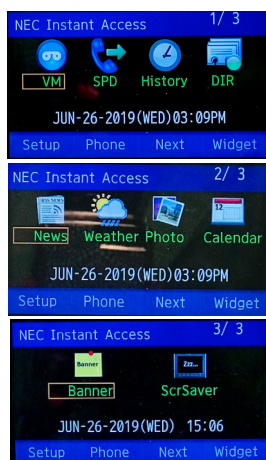 NEC Instant Access 1/ 3
VM SPD History DIR
JUN-26-2019(WED)03:09PM
Setup Phone Next Widget
NEC Instant Access 2/ 3
RSS NEWS
12
News Weather Photo Calendar
JUN-26-2019(WED)03:09PM
Setup Phone Next Widget
NEC Instant Access 3/ 3
Banner Zzz...
Banner ScrSaver
JUN-26-2019(WED) 15:06
Setup Phone Next Widget